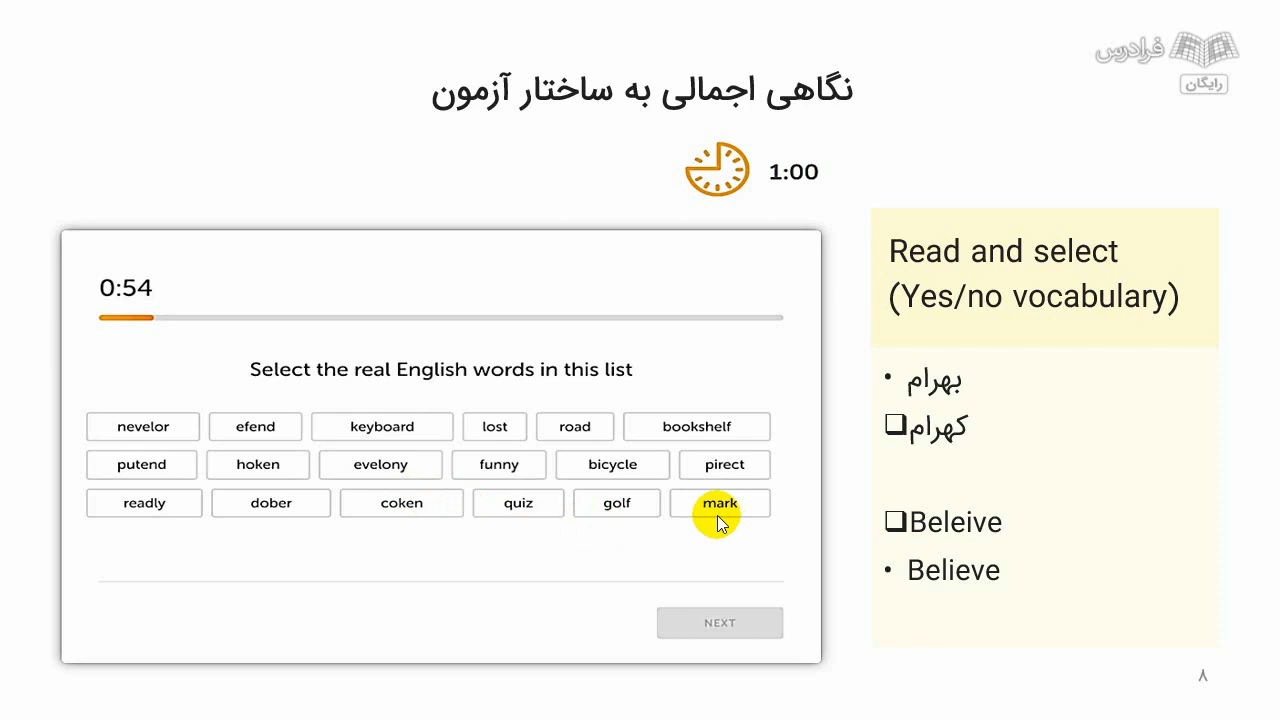 فرادرس
رایگان
نگاهی اجمالی به ساختار آزمون
1:00
0:54
Select the real English words in this list
nevelor efend keyboard lost road bookshelf
putend hoken evelony funny bicycle pirect
readly dober coken quiz golf mark
NEXT
Read and select
(Yes/no vocabulary)
• بهرام
❑کهرام
❑Beleive
• Believe
۸